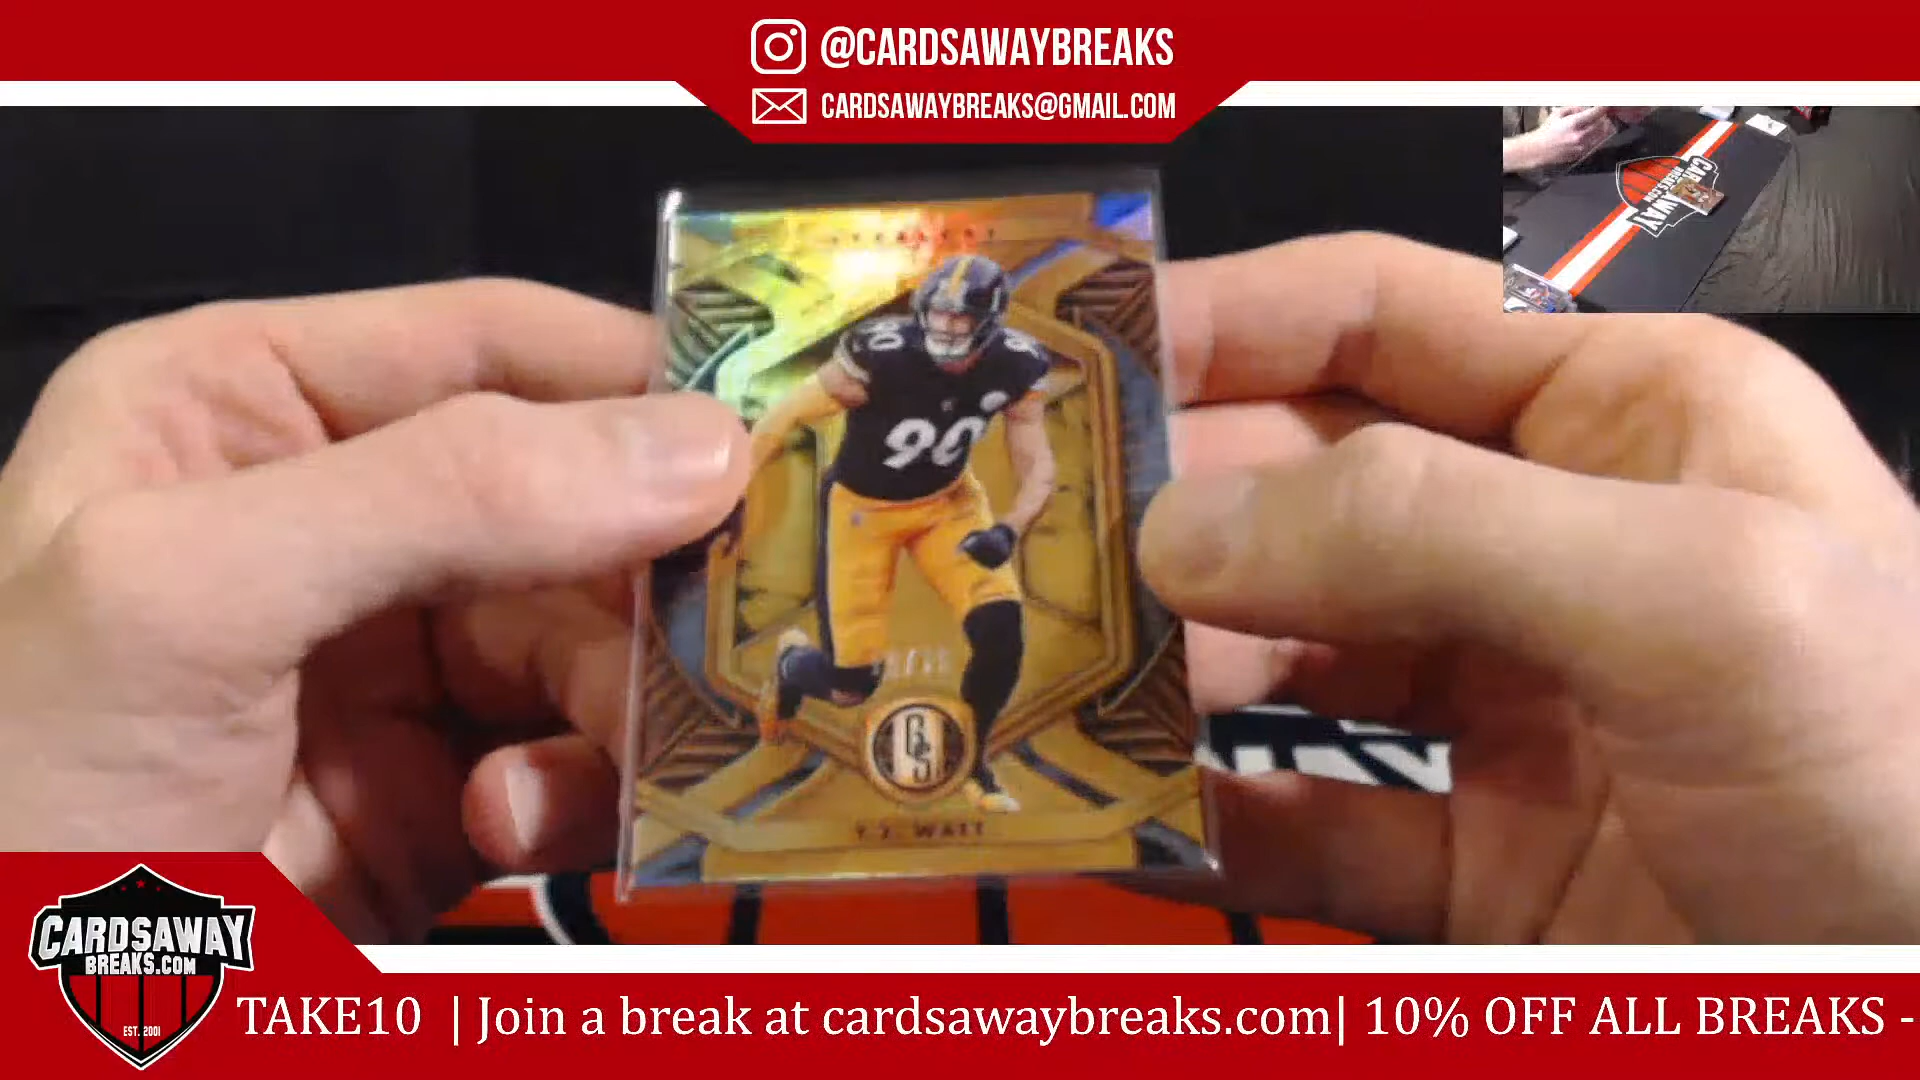 @CARDSAWAYBREAKS
CARDSAWAYBREAKS@GMAIL.COM
90
90
GS
T.J. WATT
CARDSAWAY
BREAKS.COM
EST. 2001
TAKE10 | Join a break at cardsawaybreaks.com| 10% OFF ALL BREAKS -